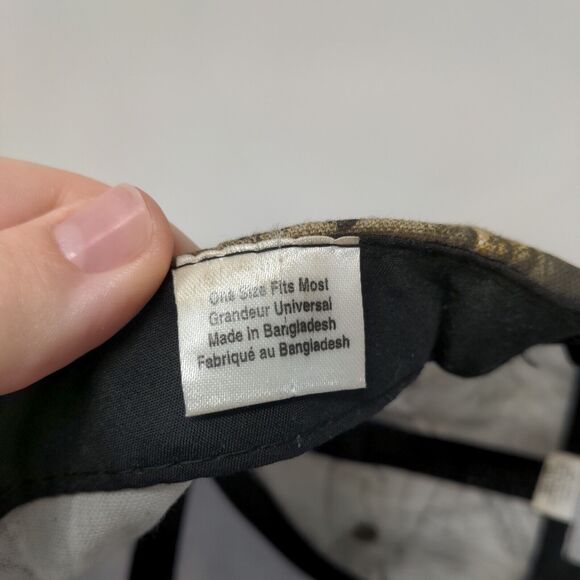 One Size Fits Most
Grandeur Universal
Made in Bangladesh
Fabriqué au Bangladesh